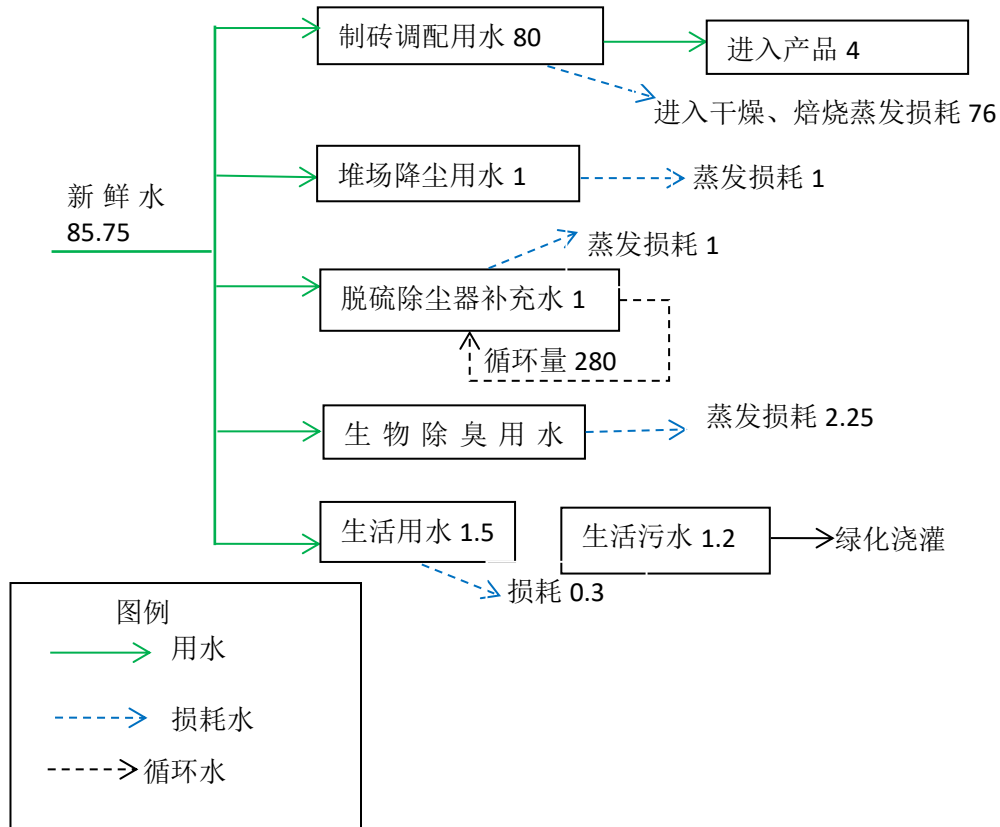 制砖调配用水 80
进入产品 4
进入干燥、焙烧蒸发损耗 76
新鲜水
85.75
堆场降尘用水 1
蒸发损耗 1
蒸发损耗 1
脱硫除尘器补充水 1
循环量 280
生物除臭用水
蒸发损耗 2.25
生活用水 1.5
生活污水 1.2
绿化浇灌
损耗 0.3
图例
用水
损耗水
循环水